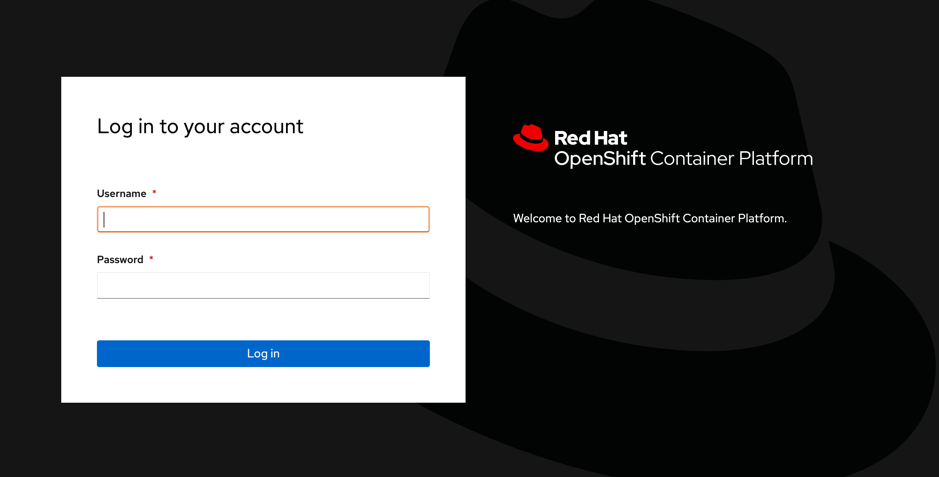 Log in to your account
Username *
Password *
Log in
Red Hat
OpenShift Container Platform
Welcome to Red Hat OpenShift Container Platform.